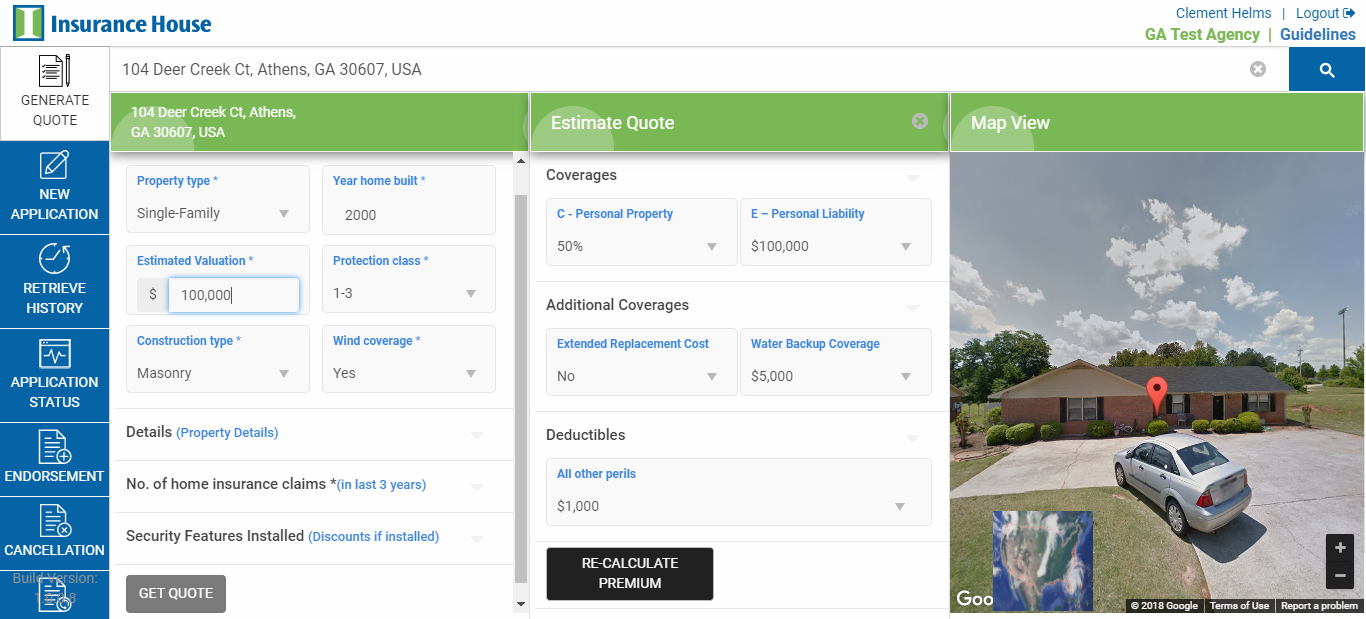 Insurance House
Clement Helms | Logout
GA Test Agency | Guidelines
104 Deer Creek Ct, Athens, GA 30607, USA
GENERATE
QUOTE
NEW
APPLICATION
RETRIEVE
HISTORY
APPLICATION
STATUS
ENDORSEMENT
CANCELLATION
Build Version:
104 Deer Creek Ct, Athens,
GA 30607, USA
Property type *
Single-Family
Year home built *
2000
Estimated Valuation *
$ 100,000
Protection class *
1-3
Construction type *
Masonry
Wind coverage *
Yes
Details (Property Details)
No. of home insurance claims *(in last 3 years)
Security Features Installed (Discounts if installed)
GET QUOTE
Estimate Quote
Coverages
C - Personal Property
50%
E – Personal Liability
$100,000
Additional Coverages
Extended Replacement Cost
No
Water Backup Coverage
$5,000
Deductibles
All other perils
$1,000
RE-CALCULATE
PREMIUM
Map View
Goo
© 2018 Google Terms of Use Report a problem